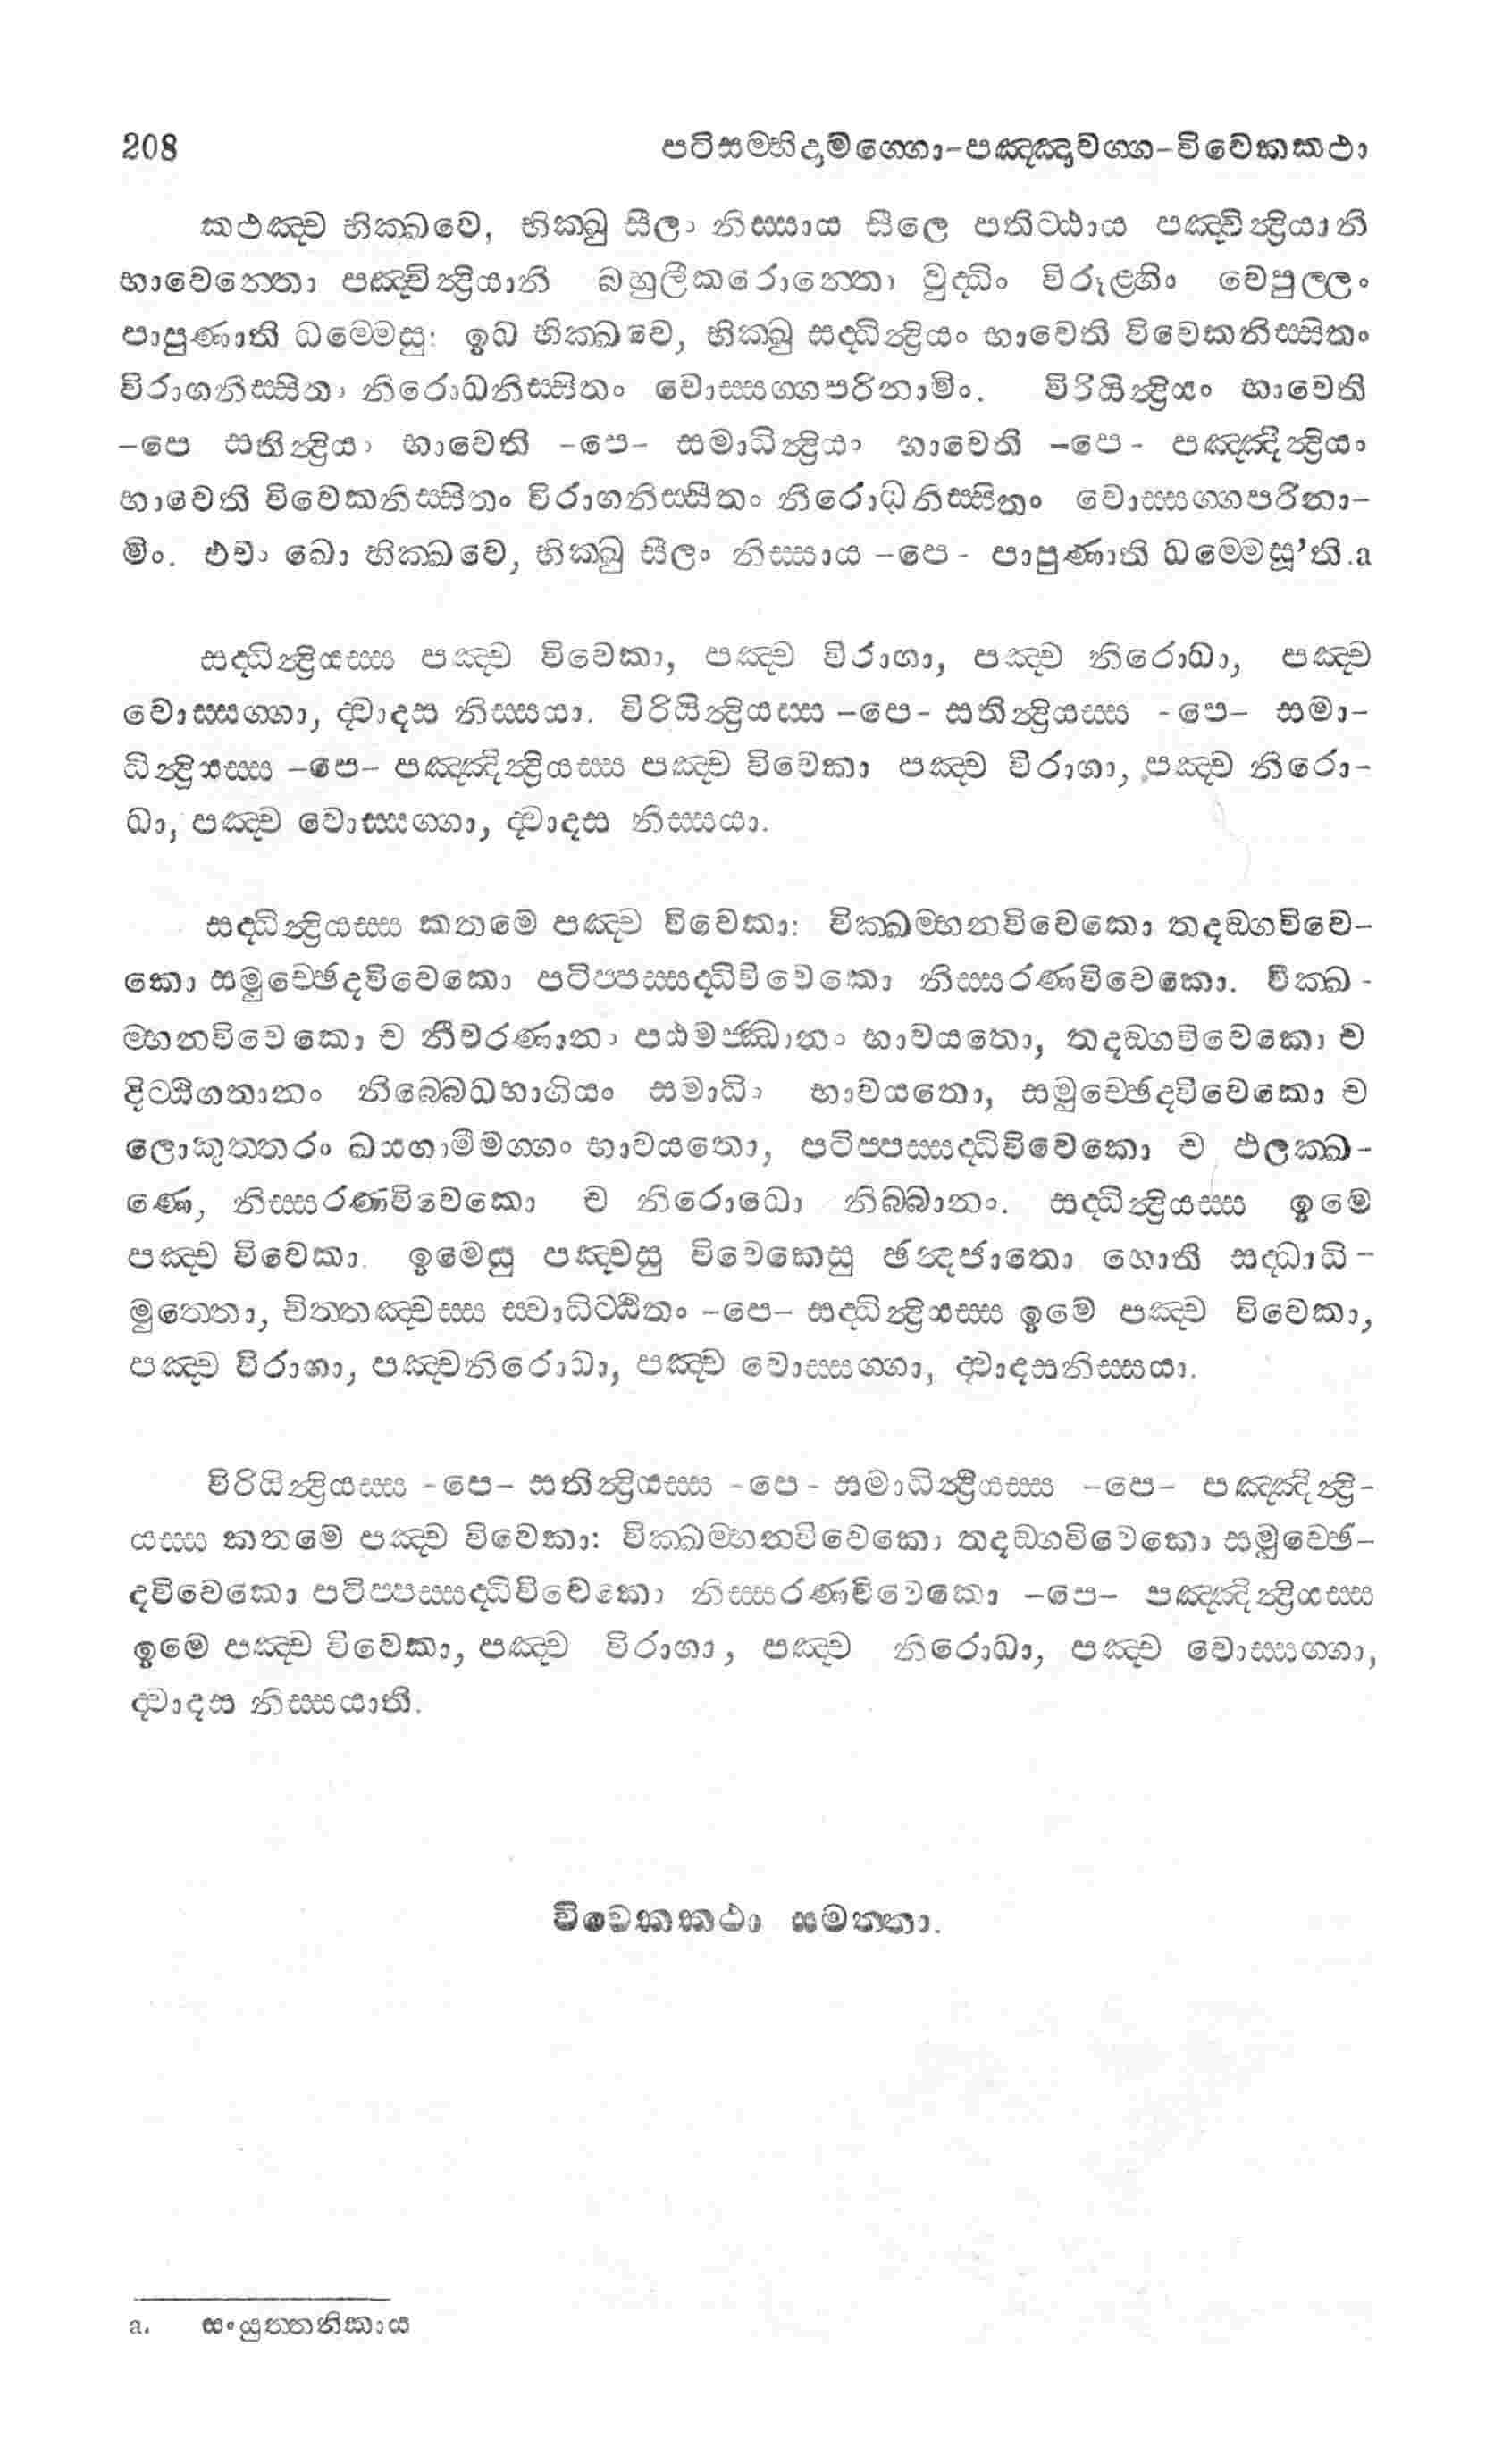 208 පටිසම්භිදාමග්ගො-පඤ්ඤාවග්ග-විවෙකකථා
කථඤ්ච භික්ඛවෙ, භික්ඛු සීලං නිස්සාය සීලෙ පතිට්ඨාය පඤ්චින්ද්‍රියානි
භාවෙන්තො පඤ්චින්ද්‍රියානි බහුලීකරොන්තො වුද්ධිං විරූළ්හිං වෙපුල්ලං
පාපුණාති ධම්මෙසු: ඉධ භික්ඛවෙ, භික්ඛු සද්ධින්ද්‍රියං භාවෙති විවෙකනිස්සිතං
විරාගනිස්සිතං නිරොධනිස්සිතං වොස්සග්ගපරිනාමිං. විරියින්ද්‍රියං භාවෙති
-පෙ සතින්ද්‍රියං භාවෙති -පෙ- සමාධින්ද්‍රියං භාවෙති -පෙ- පඤ්ඤින්ද්‍රියං
භාවෙති විවෙකනිස්සිතං විරාගනිස්සිතං නිරොධනිස්සිතං වොස්සග්ගපරිනා-
මිං. එවං ඛො භික්ඛවෙ, භික්ඛු සීලං නිස්සාය -පෙ- පාපුණාති ධම්මෙසූ’ති.a
සද්ධින්ද්‍රියස්ස පඤ්ච විවෙකා, පඤ්ච විරාගා, පඤ්ච නිරොධා, පඤ්ච
වොස්සග්ගා, ද්වාදස නිස්සයා. විරියින්ද්‍රියස්ස -පෙ- සතින්ද්‍රියස්ස -පෙ- සමා-
ධින්ද්‍රියස්ස -පෙ- පඤ්ඤින්ද්‍රියස්ස පඤ්ච විවෙකා පඤ්ච විරාගා, පඤ්ච නිරො-
ධා, පඤ්ච වොස්සග්ගා, ද්වාදස නිස්සයා.
සද්ධින්ද්‍රියස්ස කතමෙ පඤ්ච විවෙකා: වික්ඛම්භනවිවෙකො තදඞ්ගවිවෙ-
කො සමුච්ඡෙදවිවෙකො පටිප්පස්සද්ධිවිවෙකො නිස්සරණවිවෙකො. වික්ඛ-
ම්භනවිවෙකො ච නීවරණානං පඨමජ්ඣානං භාවයතො, තදඞ්ගවිවෙකො ච
දිට්ඨිගතානං නිබ්බෙධභාගියං සමාධිං භාවයතො, සමුච්ඡෙදවිවෙකො ච
ලොකුත්තරං ඛයගාමිමග්ගං භාවයතො, පටිප්පස්සද්ධිවිවෙකො ච ඵලක්ඛ-
ණෙ, නිස්සරණවිවෙකො ච නිරොධො නිබ්බානං. සද්ධින්ද්‍රියස්ස ඉමෙ
පඤ්ච විවෙකා. ඉමෙසු පඤ්චසු විවෙකෙසු ඡන්දජාතො හොති සද්ධාධි-
මුත්තො, චිත්තඤ්චස්ස ස්වාධිට්ඨිතං -පෙ- සද්ධින්ද්‍රියස්ස ඉමෙ පඤ්ච විවෙකා,
පඤ්ච විරාගා, පඤ්චනිරොධා, පඤ්ච වොස්සග්ගා, ද්වාදසනිස්සයා.
විරියින්ද්‍රියස්ස -පෙ- සතින්ද්‍රියස්ස -පෙ- සමාධින්ද්‍රියස්ස -පෙ- පඤ්ඤින්ද්‍රි-
යස්ස කතමෙ පඤ්ච විවෙකා: වික්ඛම්භනවිවෙකො තදඞ්ගවිවෙකො සමුච්ඡෙ-
දවිවෙකො පටිප්පස්සද්ධිවිවෙකො නිස්සරණවිවෙකො -පෙ- පඤ්ඤින්ද්‍රියස්ස
ඉමෙ පඤ්ච විවෙකා, පඤ්ච විරාගා, පඤ්ච නිරොධා, පඤ්ච වොස්සග්ගා,
ද්වාදස නිස්සයාති.
විවෙකකථා සමත්තා.
a. සංයුත්තනිකාය